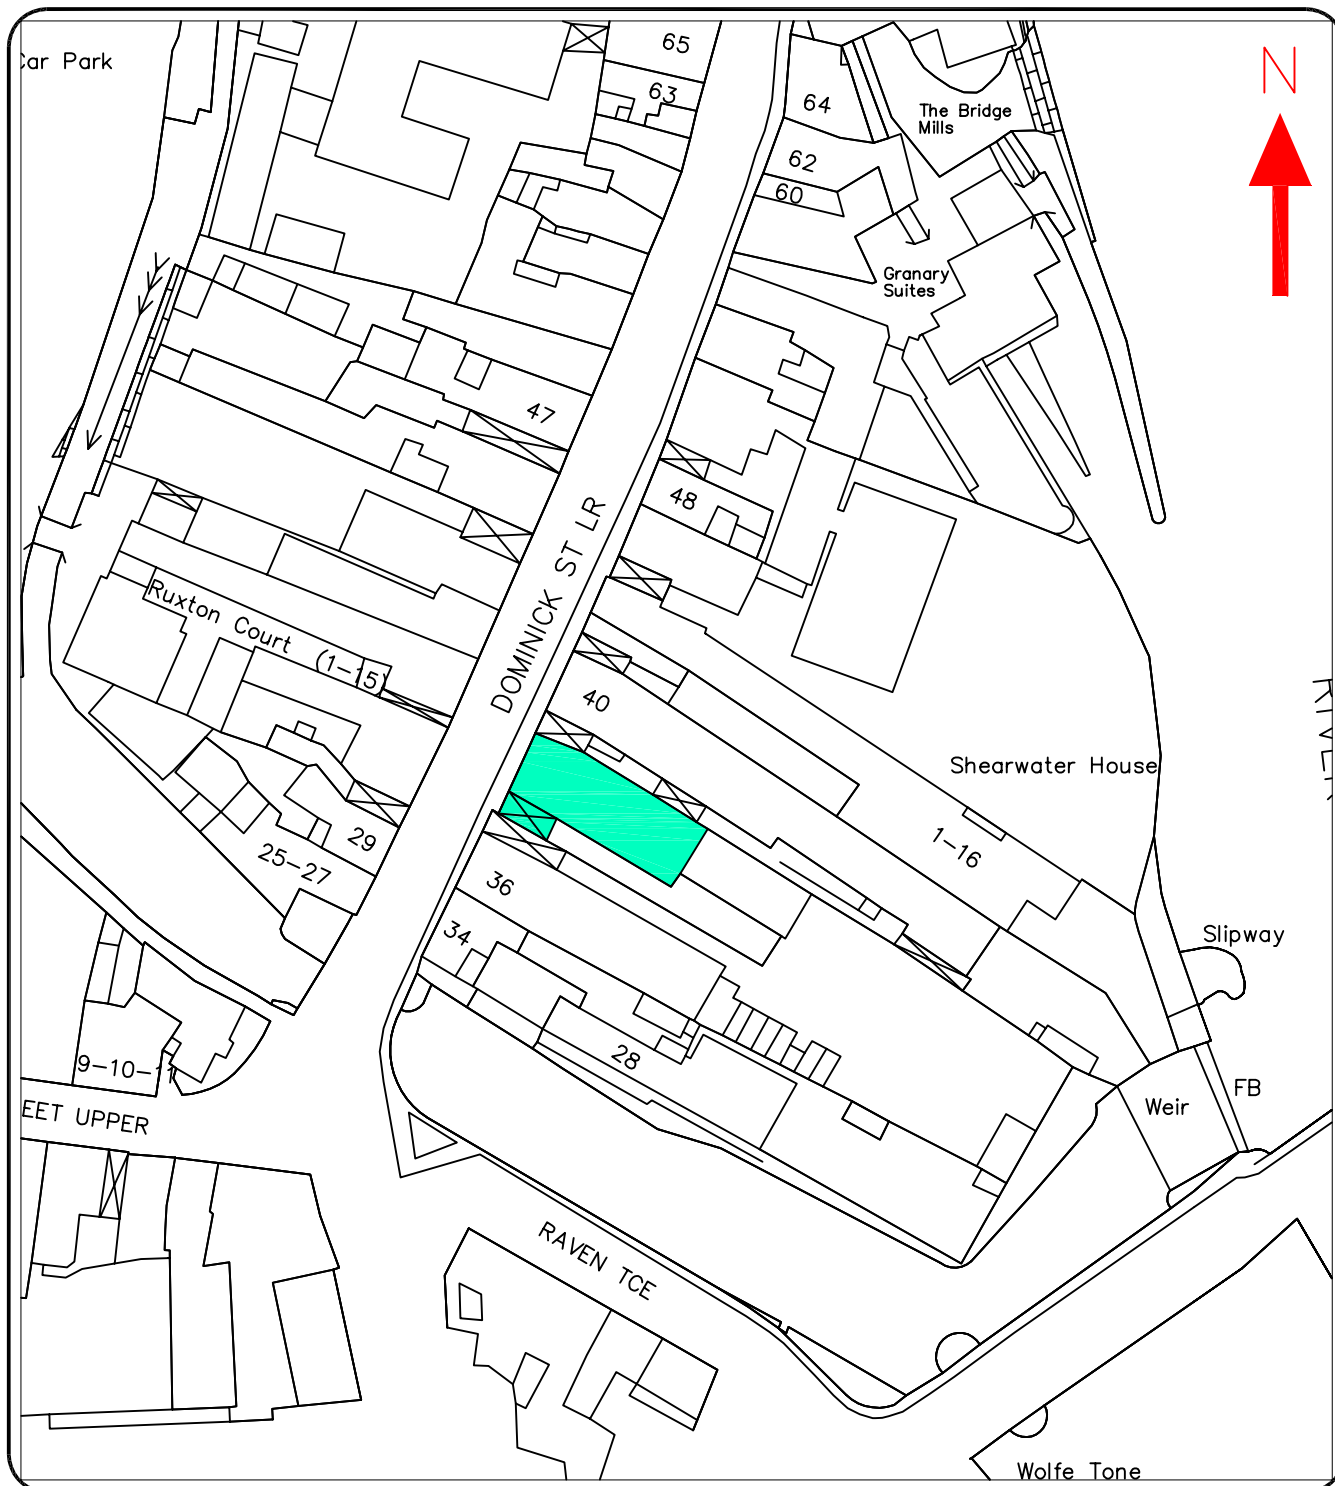 Car Park
65
63
64
The Bridge
Mills
N
62
60
Granary
Suites
47
48
DOMINICK ST LR
Ruxton Court (1-15)
40
RIVER
Shearwater House
1-16
29
25-27
36
34
Slipway
28
9-10-11
FB
Weir
EET UPPER
RAVEN TCE
Wolfe Tone